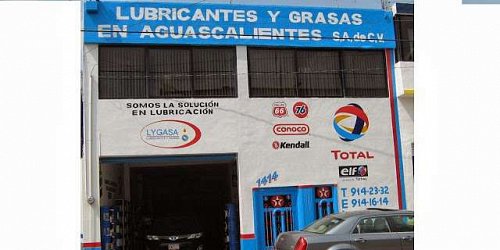 LUBRICANTES Y GRASAS
EN AGUASCALIENTES S.A. de C.V.
SOMOS LA SOLUCIÓN
EN LUBRICACIÓN
LYGASA
66
76
conoco
Kendall
TOTAL
elf
1414
T 914-23-32
E 914-16-14